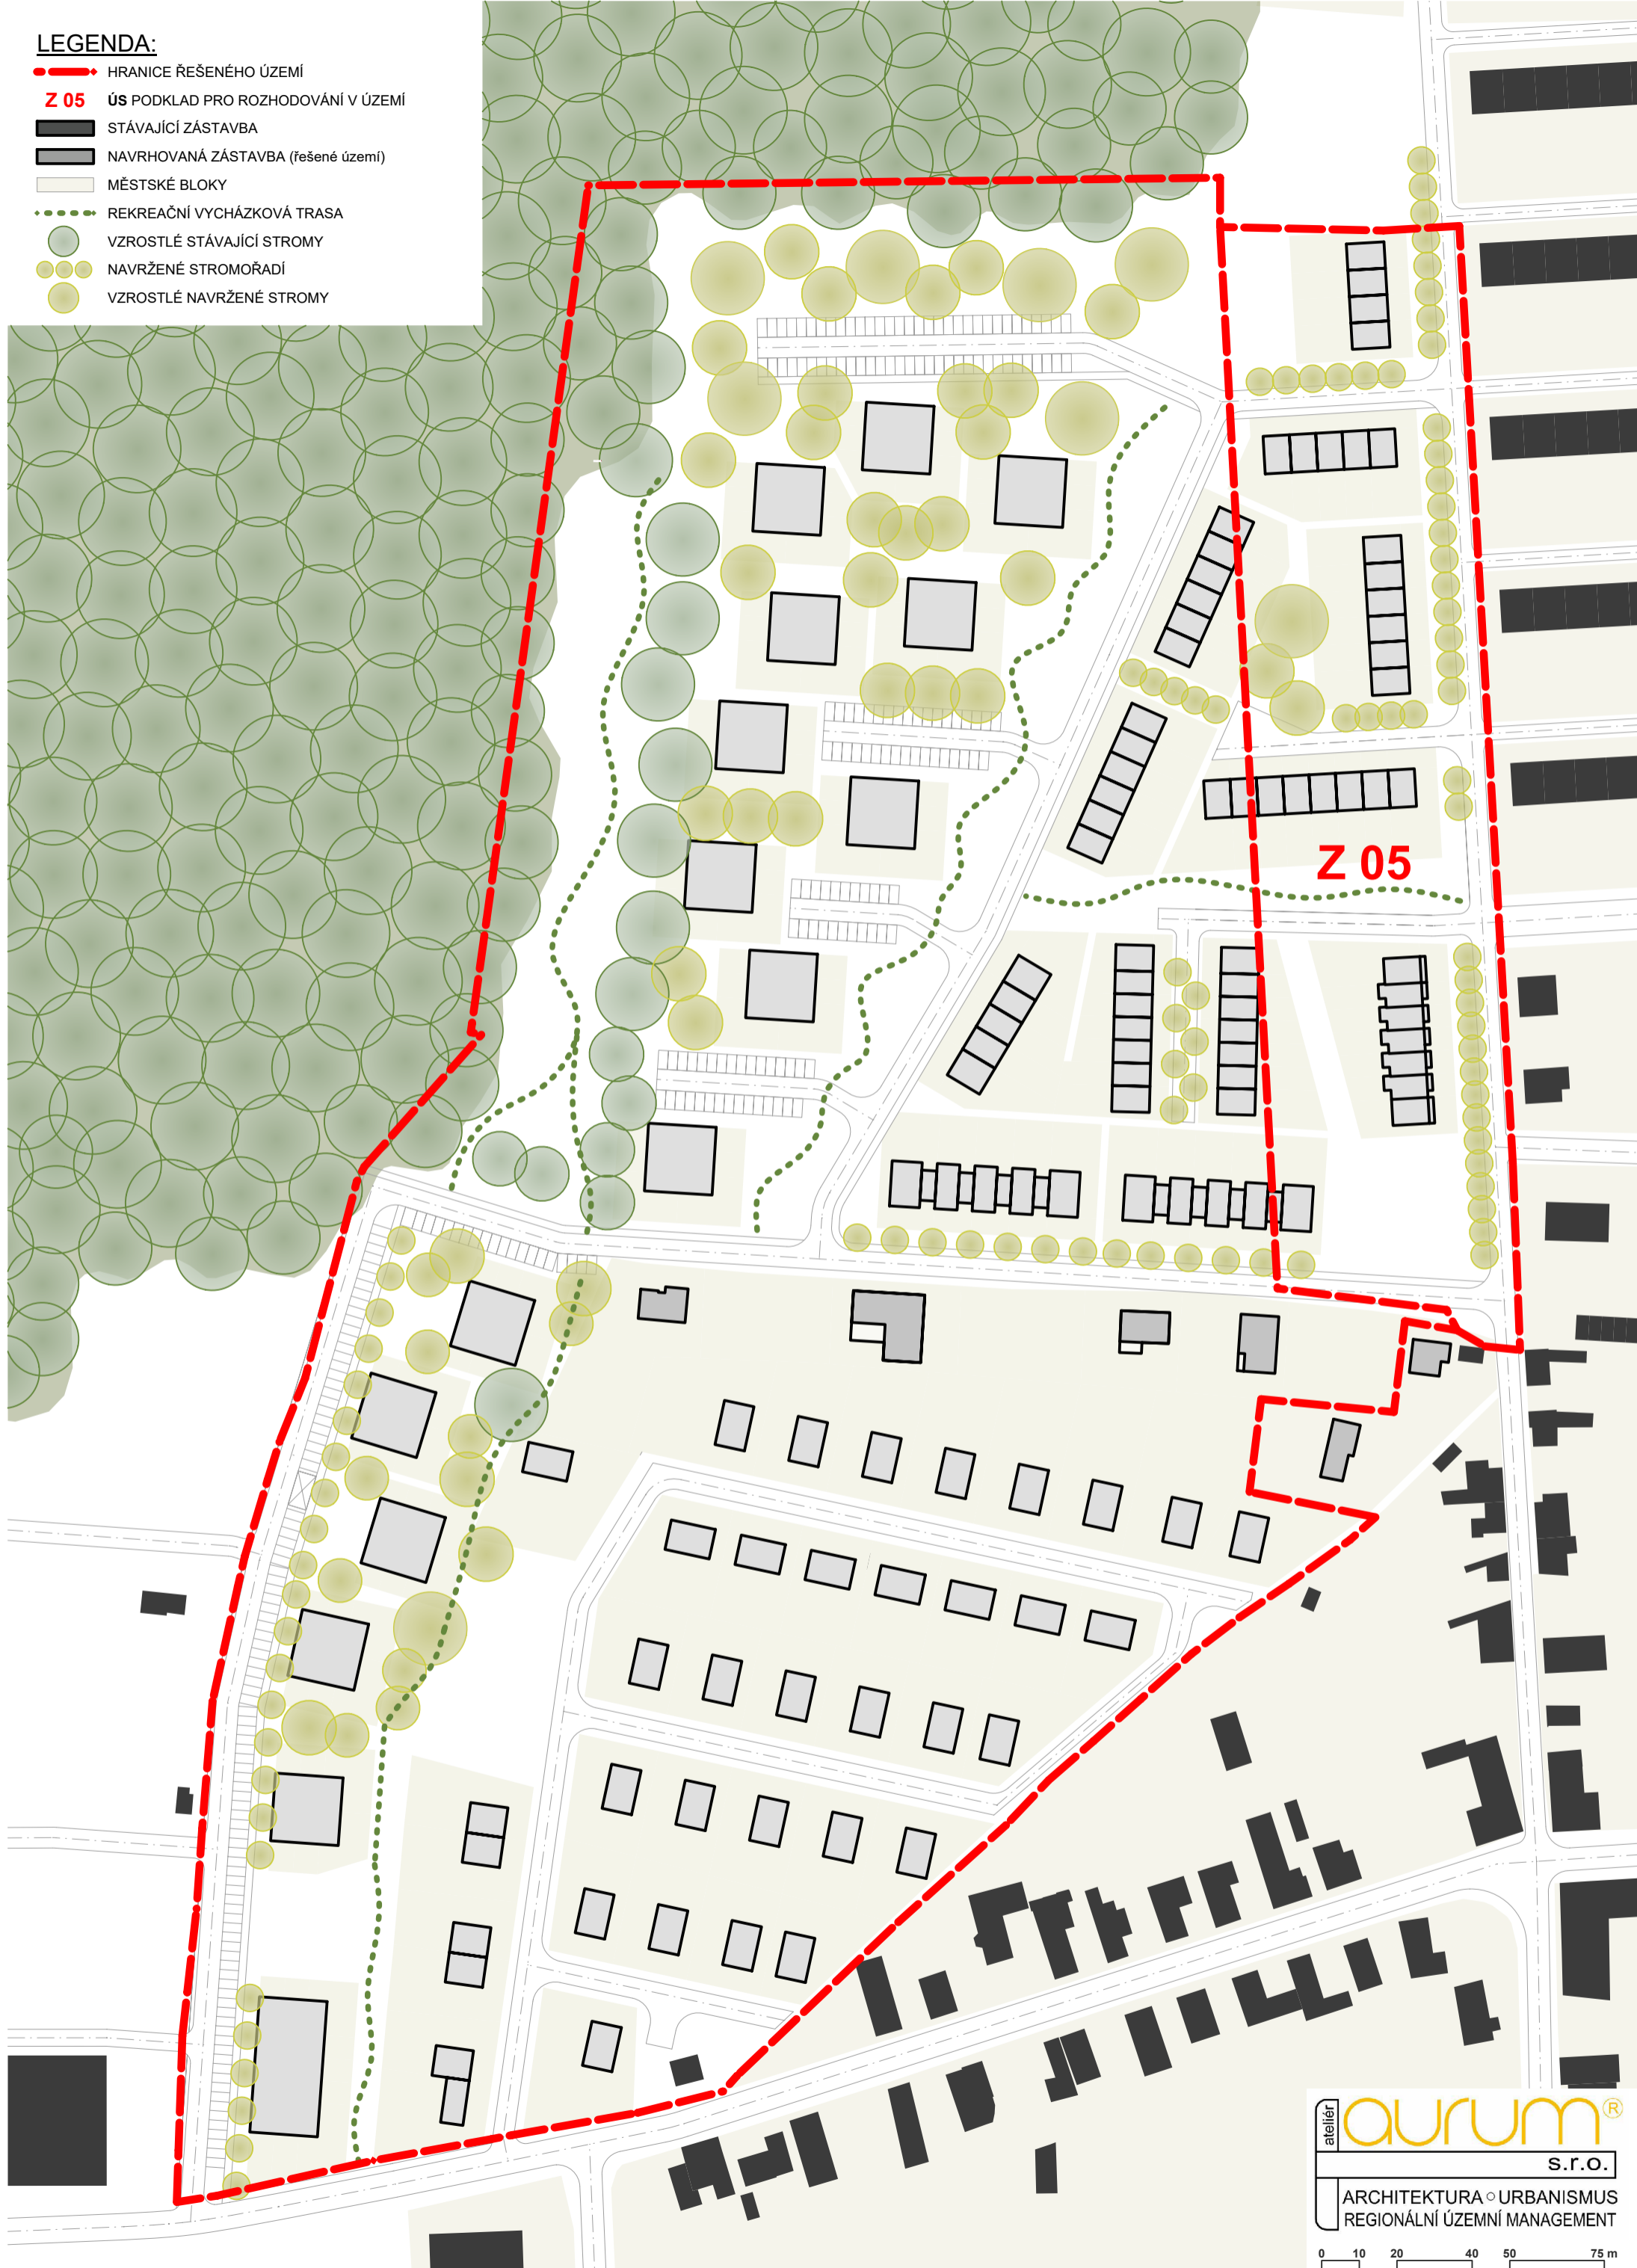 LEGENDA:
HRANICE ŘEŠENÉHO ÚZEMÍ
Z 05 ÚS PODKLAD PRO ROZHODOVÁNÍ V ÚZEMÍ
STÁVAJÍCÍ ZÁSTAVBA
NAVRHOVANÁ ZÁSTAVBA (řešené území)
MĚSTSKÉ BLOKY
REKREAČNÍ VYCHÁZKOVÁ TRASA
VZROSTLÉ STÁVAJÍCÍ STROMY
NAVRŽENÉ STROMOŘADÍ
VZROSTLÉ NAVRŽENÉ STROMY
Z 05
ateliér aurum®
s.r.o.
ARCHITEKTURA ○ URBANISMUS
REGIONÁLNÍ ÚZEMNÍ MANAGEMENT
0 10 20 40 50 75 m